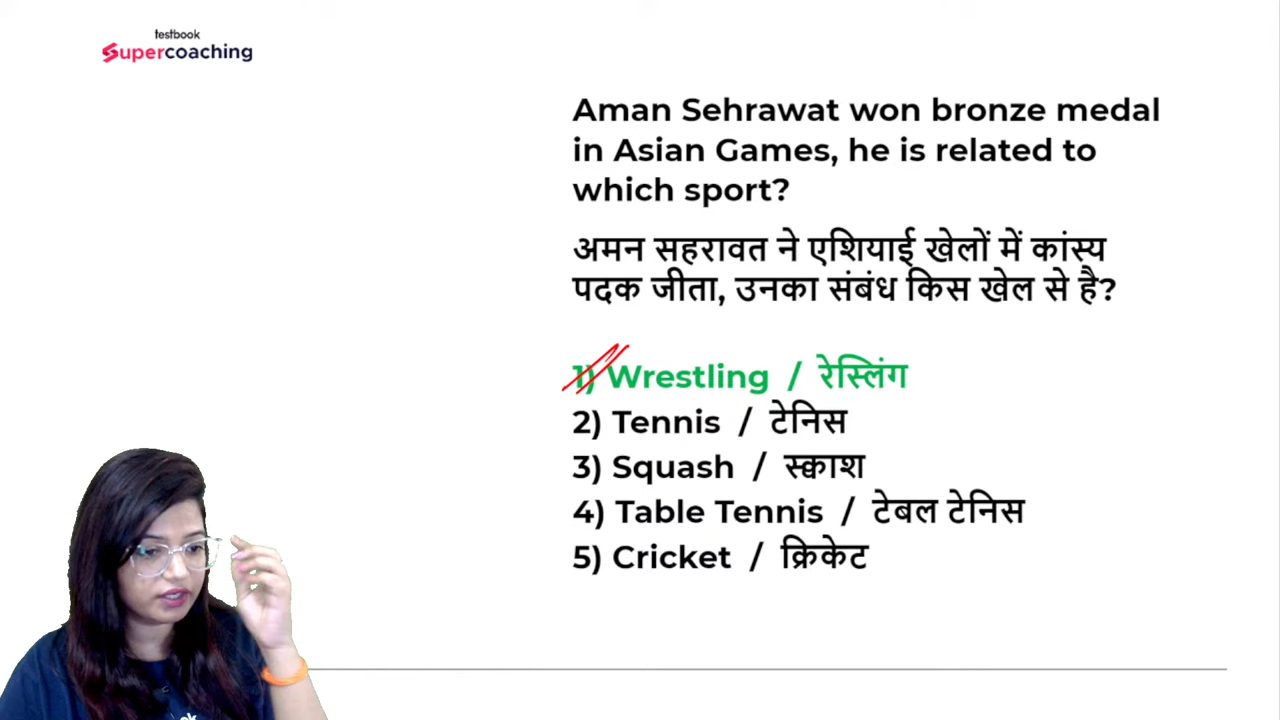 testbook
Supercoaching
Aman Sehrawat won bronze medal
in Asian Games, he is related to
which sport?
अमन सहरावत ने एशियाई खेलों में कांस्य
पदक जीता, उनका संबंध किस खेल से है?
1) Wrestling / रेस्लिंग
2) Tennis / टेनिस
3) Squash / स्क्वाश
4) Table Tennis / टेबल टेनिस
5) Cricket / क्रिकेट